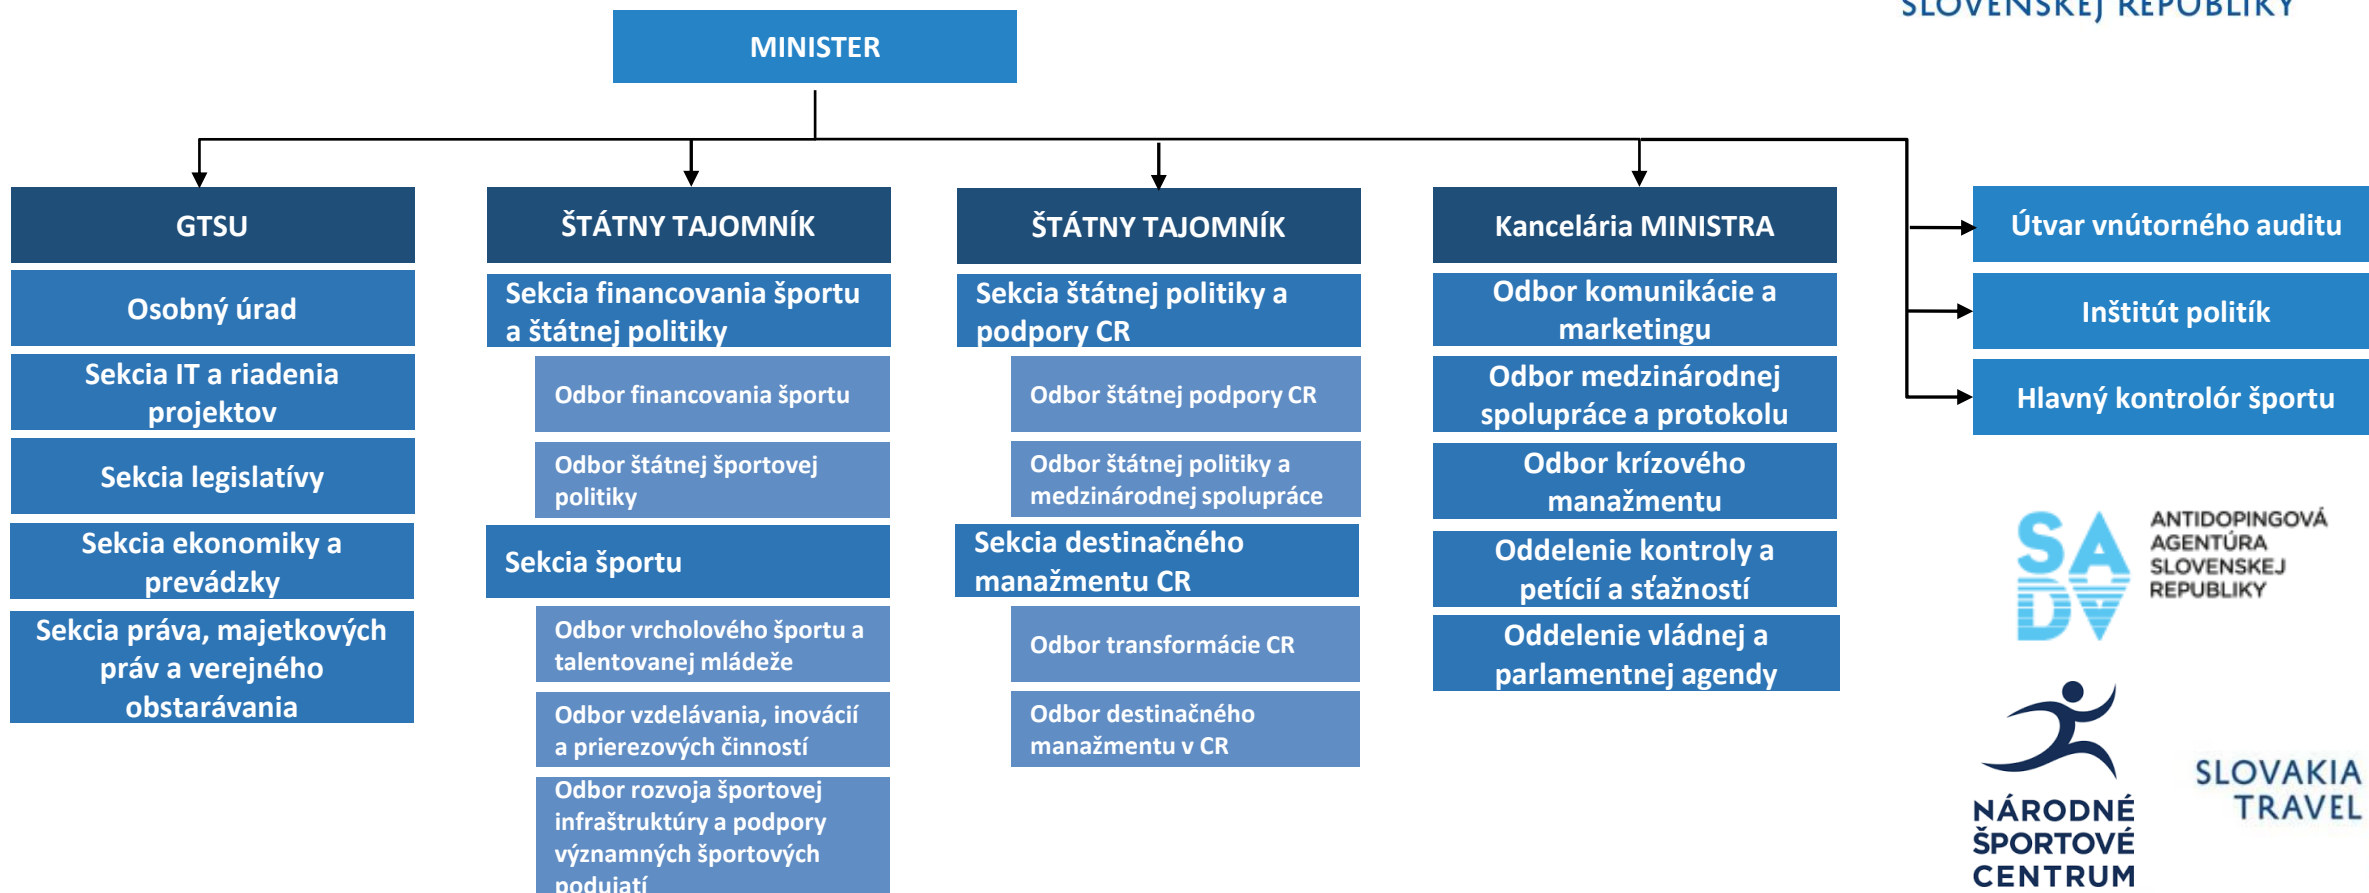 SLOVENSKEJ REPUBLIKY
MINISTER
GTSU
Osobný úrad
Sekcia IT a riadenia
projektov
Sekcia legislatívy
Sekcia ekonomiky a
prevádzky
Sekcia práva, majetkových
práv a verejného
obstarávania
ŠTÁTNY TAJOMNÍK
Sekcia financovania športu
a štátnej politiky
Odbor financovania športu
Odbor štátnej športovej
politiky
Sekcia športu
Odbor vrcholového športu a
talentovanej mládeže
Odbor vzdelávania, inovácií
a prierezových činností
Odbor rozvoja športovej
infraštruktúry a podpory
významných športových
podujatí
ŠTÁTNY TAJOMNÍK
Sekcia štátnej politiky a
podpory CR
Odbor štátnej podpory CR
Odbor štátnej politiky a
medzinárodnej spolupráce
Sekcia destinačného
manažmentu CR
Odbor transformácie CR
Odbor destinačného
manažmentu v CR
Kancelária MINISTRA
Odbor komunikácie a
marketingu
Odbor medzinárodnej
spolupráce a protokolu
Odbor krízového
manažmentu
Oddelenie kontroly a
petícií a sťažností
Oddelenie vládnej a
parlamentnej agendy
Útvar vnútorného auditu
Inštitút politík
Hlavný kontrolór športu
SA
DA
ANTIDOPINGOVÁ
AGENTÚRA
SLOVENSKEJ
REPUBLIKY
NÁRODNÉ
ŠPORTOVÉ
CENTRUM
SLOVAKIA
TRAVEL